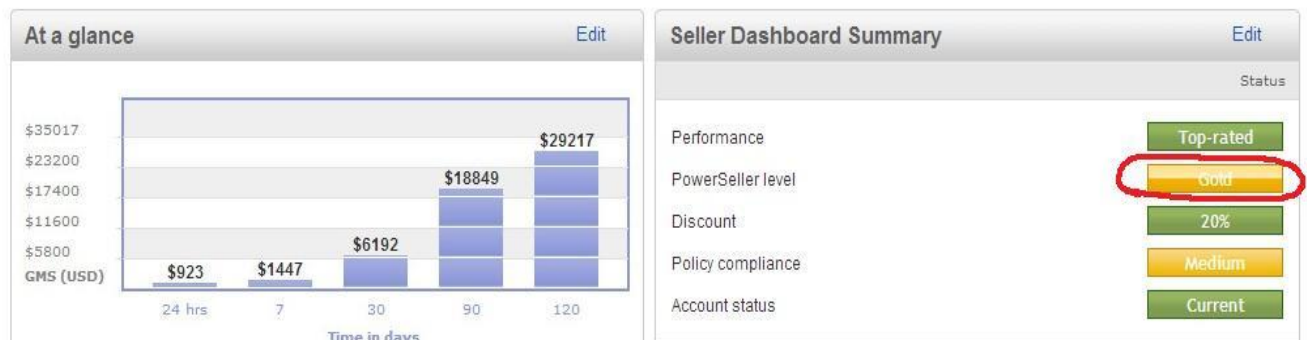 At a glance
Edit
$35017
$23200
$17400
$11600
$5800
GMS (USD)
$923
$1447
$6192
$18849
$29217
24 hrs
7
30
90
120
Time in days
Seller Dashboard Summary
Edit
Status
Performance
Top-rated
PowerSeller level
Gold
Discount
20%
Policy compliance
Medium
Account status
Current